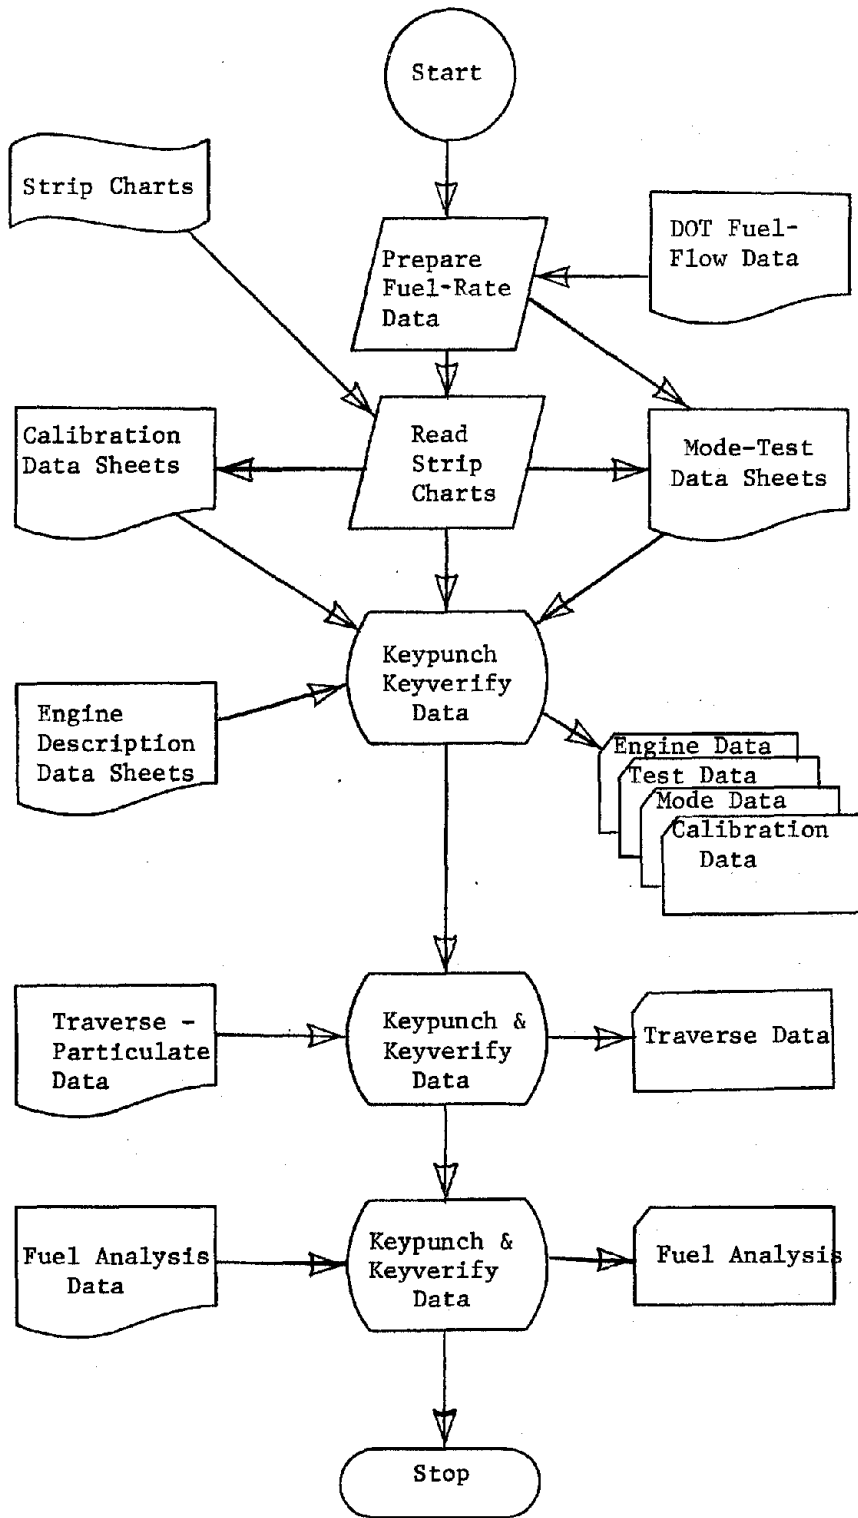 Start
Strip Charts
Prepare
Fuel-Rate
Data
DOT Fuel-
Flow Data
Calibration
Data Sheets
Read
Strip
Charts
Mode-Test
Data Sheets
Keypunch
Keyverify
Data
Engine
Description
Data Sheets
Engine Data
Test Data
Mode Data
Calibration
Data
Traverse -
Particulate
Data
Keypunch &
Keyverify
Data
Traverse Data
Fuel Analysis
Data
Keypunch &
Keyverify
Data
Fuel Analysis
Stop